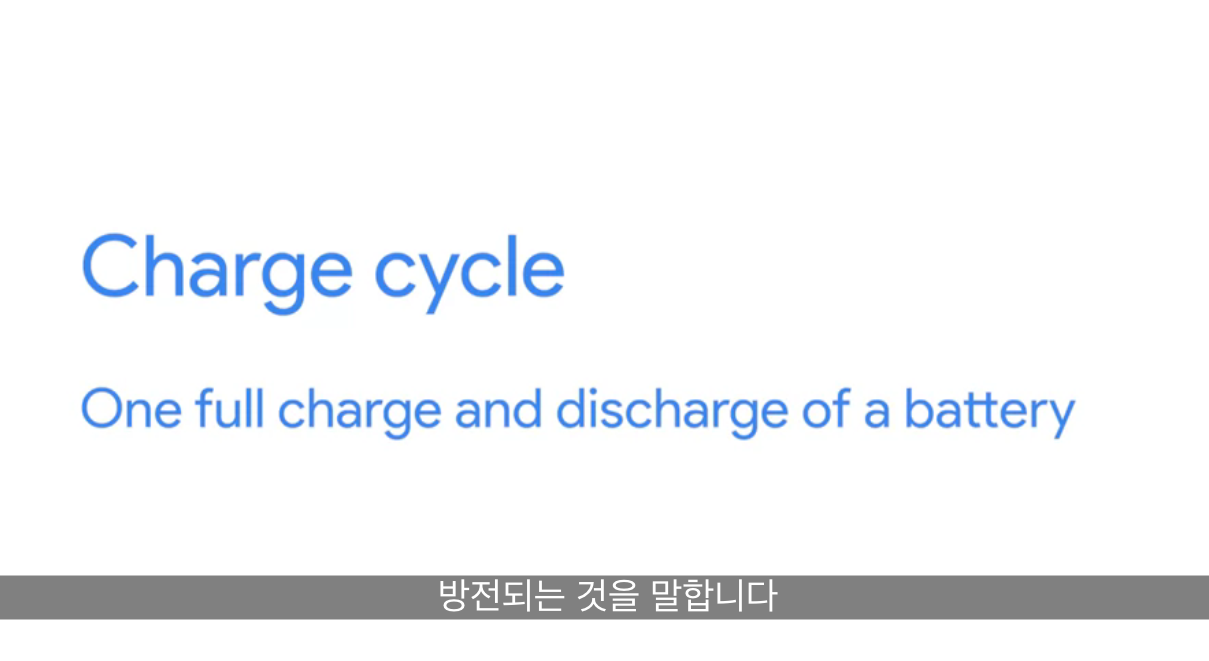 Charge cycle
One full charge and discharge of a battery
방전되는 것을 말합니다